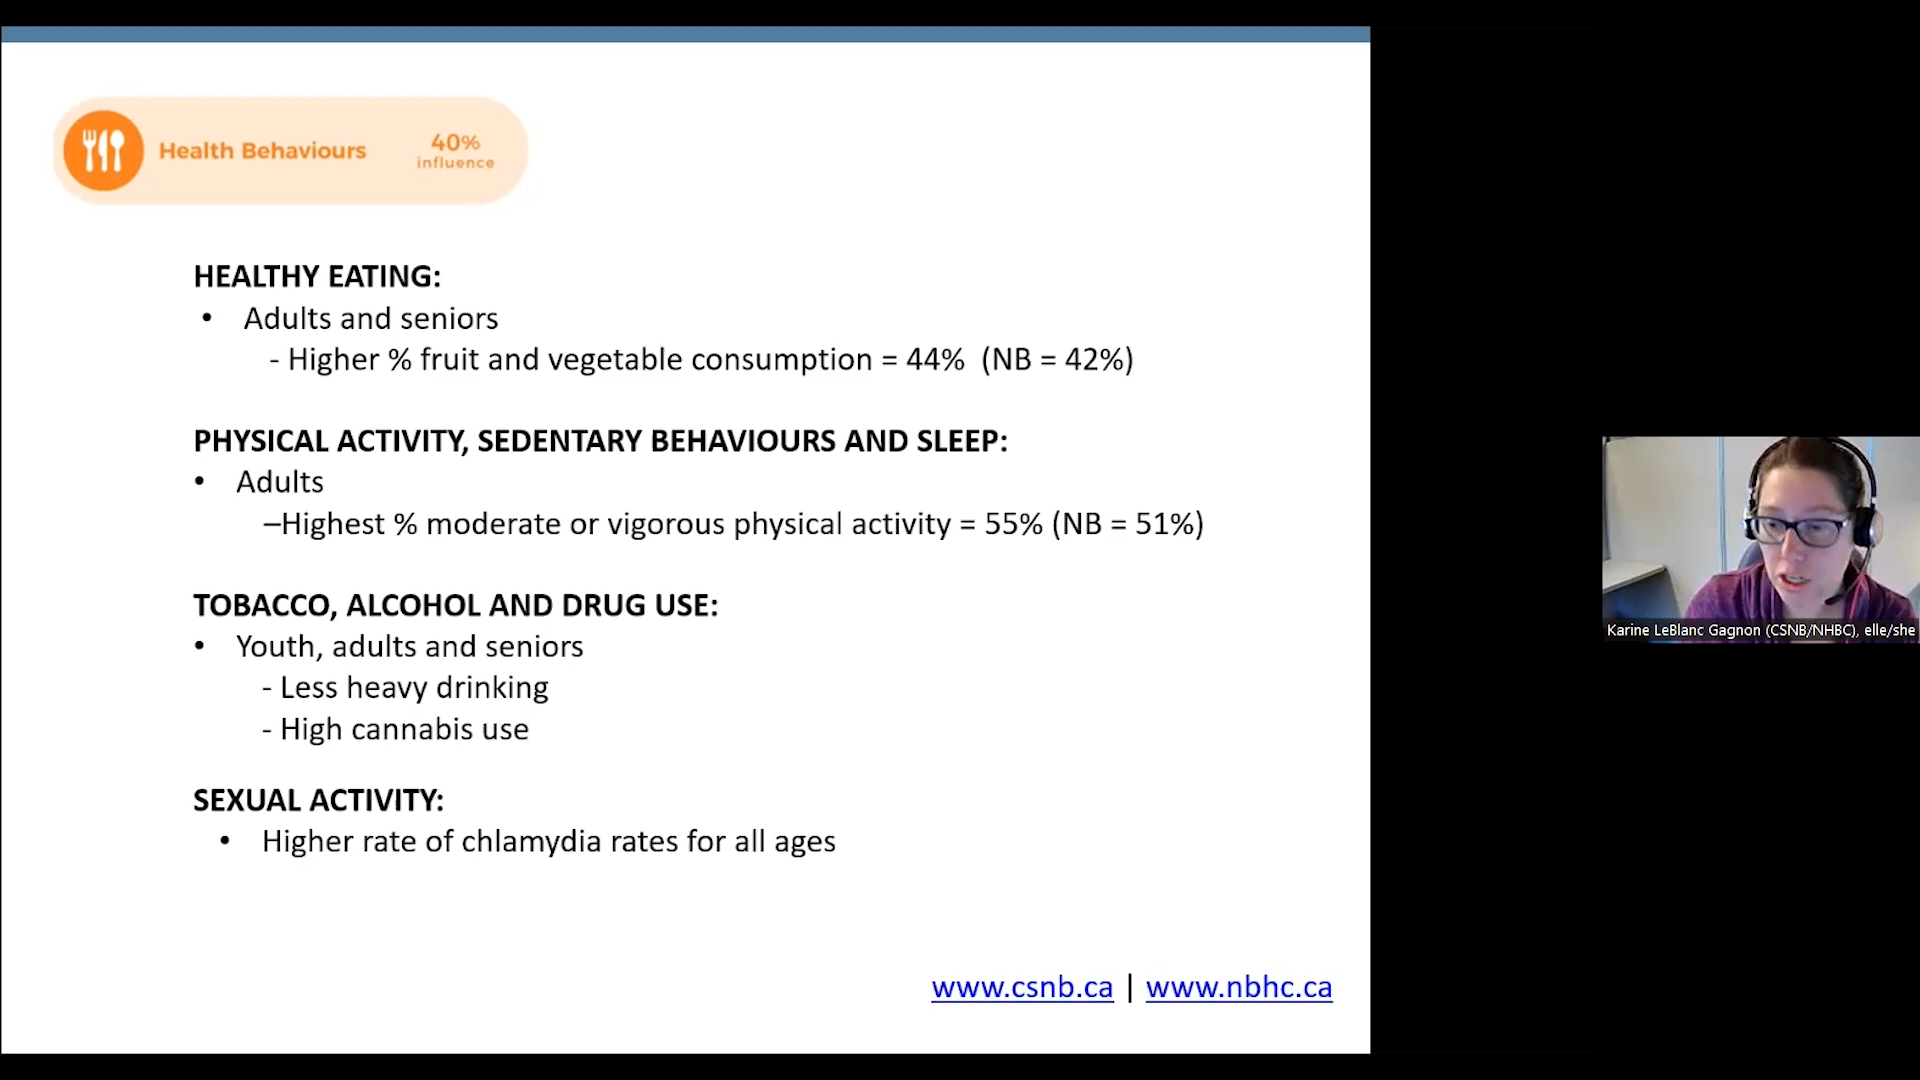 Health Behaviours
40%
influence
HEALTHY EATING:
• Adults and seniors
- Higher % fruit and vegetable consumption = 44% (NB = 42%)
PHYSICAL ACTIVITY, SEDENTARY BEHAVIOURS AND SLEEP:
• Adults
–Highest % moderate or vigorous physical activity = 55% (NB = 51%)
TOBACCO, ALCOHOL AND DRUG USE:
• Youth, adults and seniors
- Less heavy drinking
- High cannabis use
SEXUAL ACTIVITY:
• Higher rate of chlamydia rates for all ages
www.csnb.ca | www.nbhc.ca
Karine LeBlanc Gagnon (CSNB/NHBC), elle/she